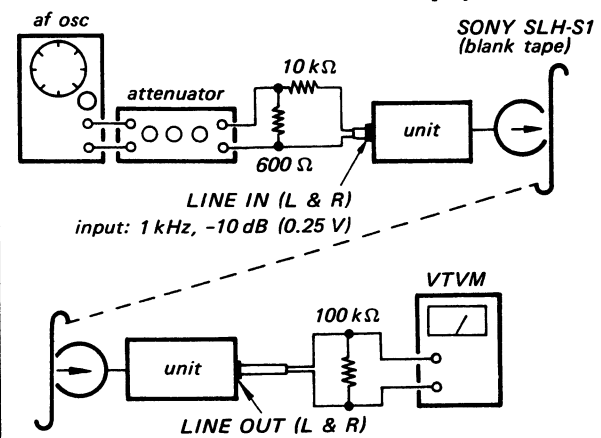 af osc
SONY SLH-S1
(blank tape)
attenuator
10 kΩ
unit
600 Ω
LINE IN (L & R)
input: 1 kHz, -10 dB (0.25 V)
VTVM
100 kΩ
unit
LINE OUT (L & R)